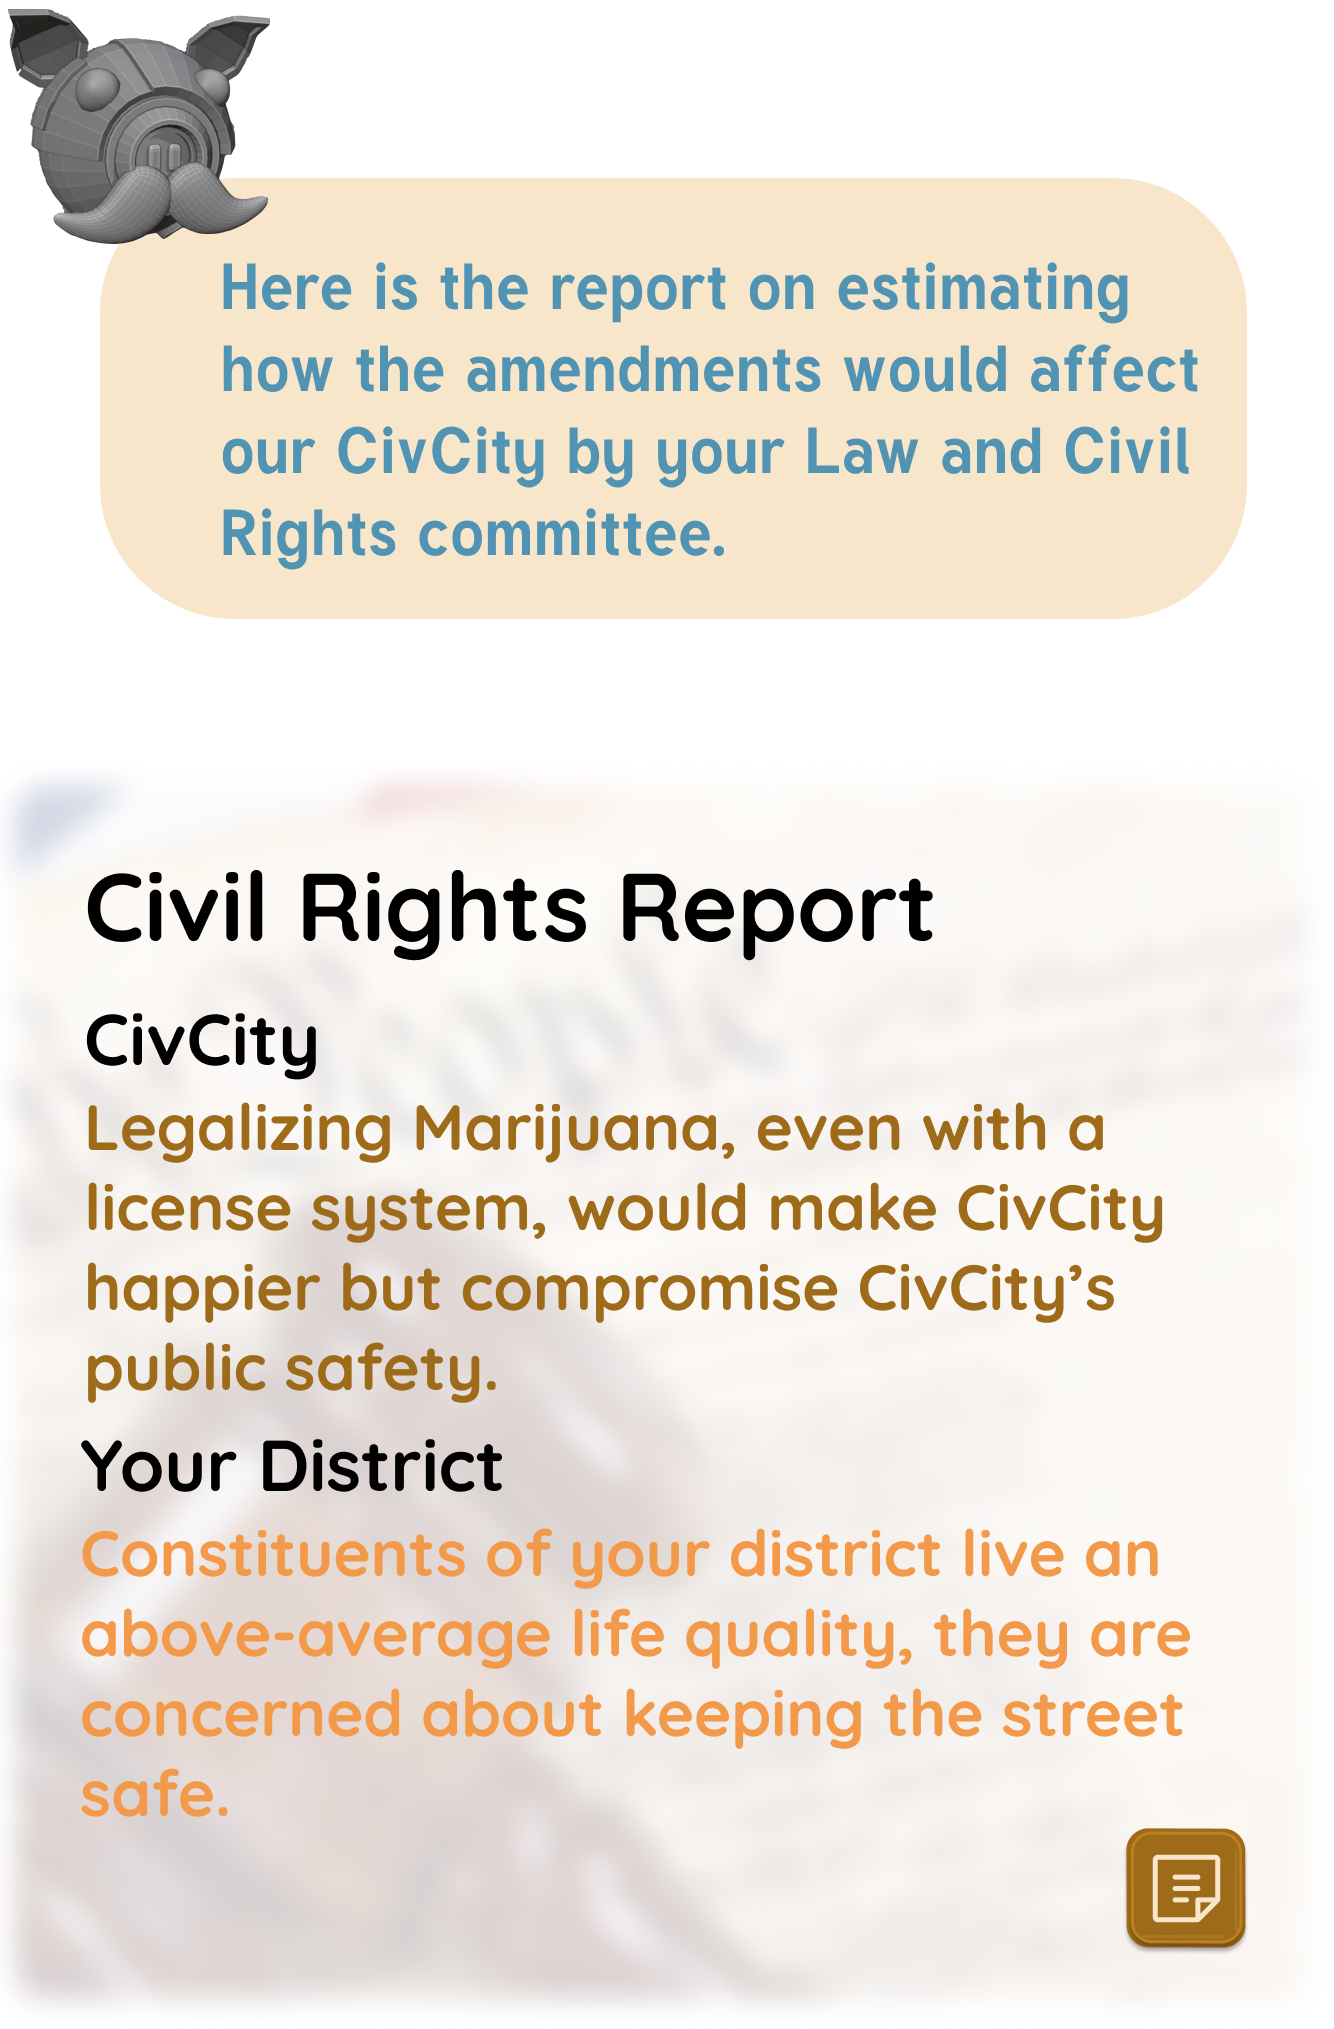 Here is the report on estimating
how the amendments would affect
our CivCity by your Law and Civil
Rights committee.
Civil Rights Report
CivCity
Legalizing Marijuana, even with a
license system, would make CivCity
happier but compromise CivCity’s
public safety.
Your District
Constituents of your district live an
above-average life quality, they are
concerned about keeping the street
safe.